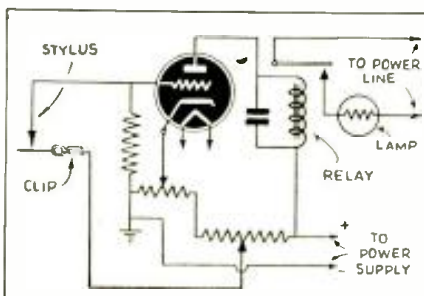 STYLUS
TO POWER
LINE
LAMP
RELAY
CLIP
+
TO
POWER
SUPPLY
-